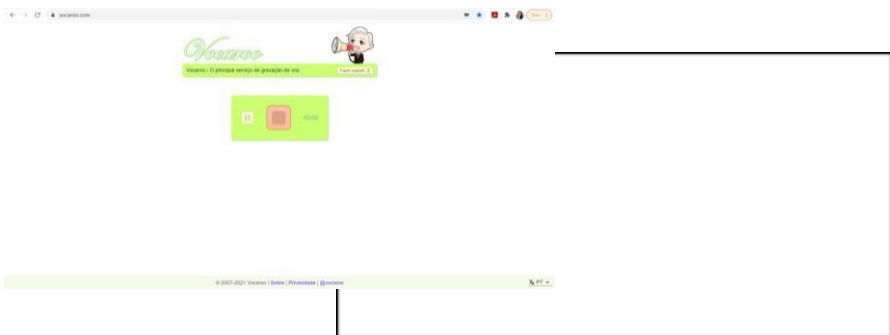 vocaroo.com
Vocaroo
Vocaroo - O principal serviço de gravação de voz.
Fazer upload
00:00
© 2007-2021 Vocaroo | Sobre | Privacidade | @vocaroo
PT